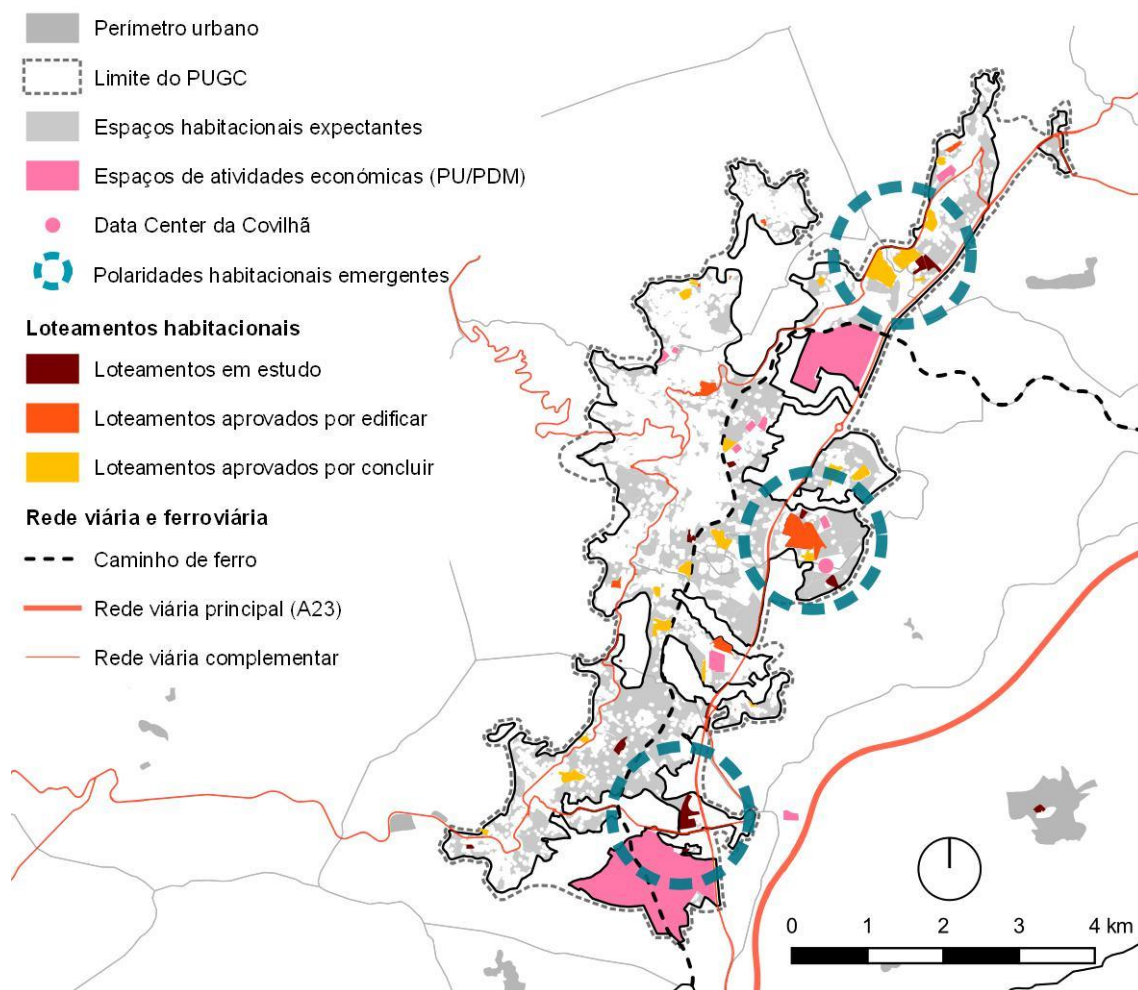 Perímetro urbano
Limite do PUGC
Espaços habitacionais expectantes
Espaços de atividades económicas (PU/PDM)
Data Center da Covilhã
Polaridades habitacionais emergentes
Loteamentos habitacionais
Loteamentos em estudo
Loteamentos aprovados por edificar
Loteamentos aprovados por concluir
Rede viária e ferroviária
Caminho de ferro
Rede viária principal (A23)
Rede viária complementar
0 1 2 3 4 km